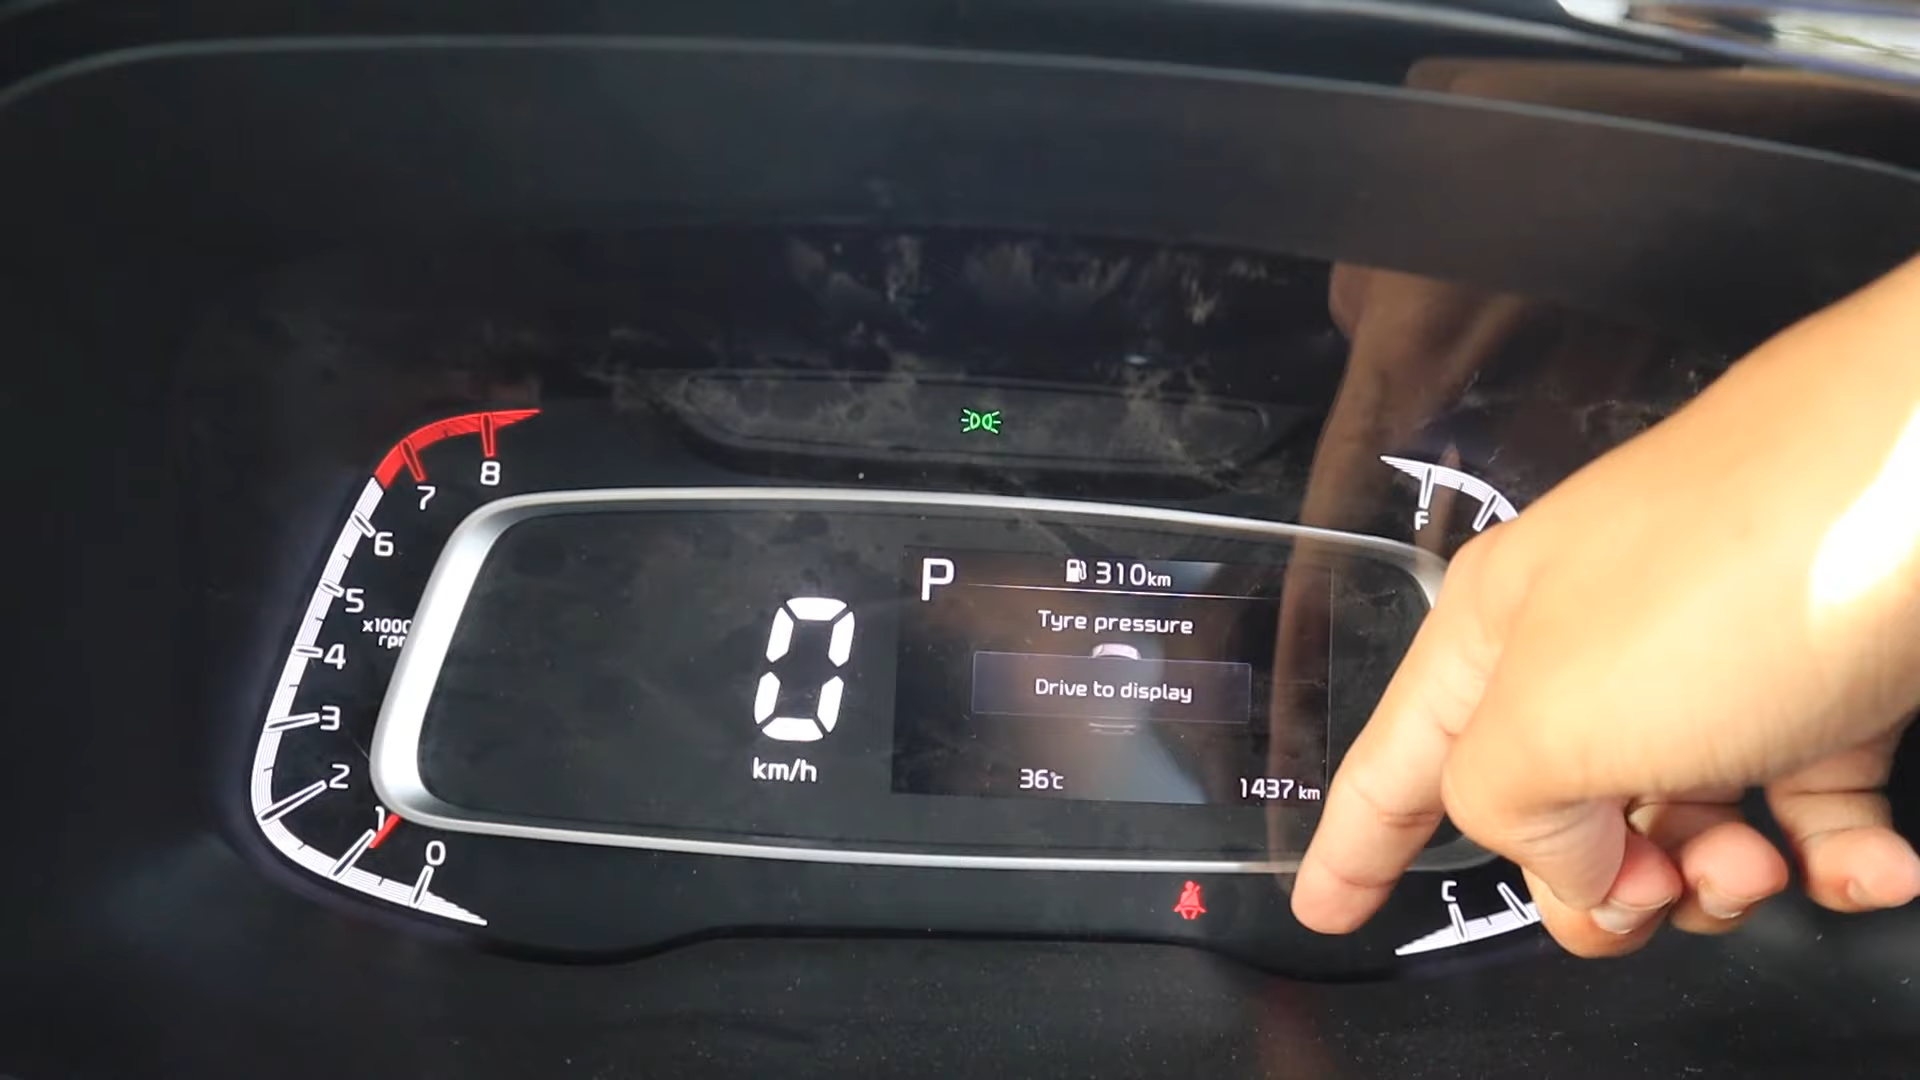 8
7
6
5
x1000
rpm
4
3
2
1
0
0
km/h
P
310km
Tyre pressure
Drive to display
36℃
1437 km
F
C